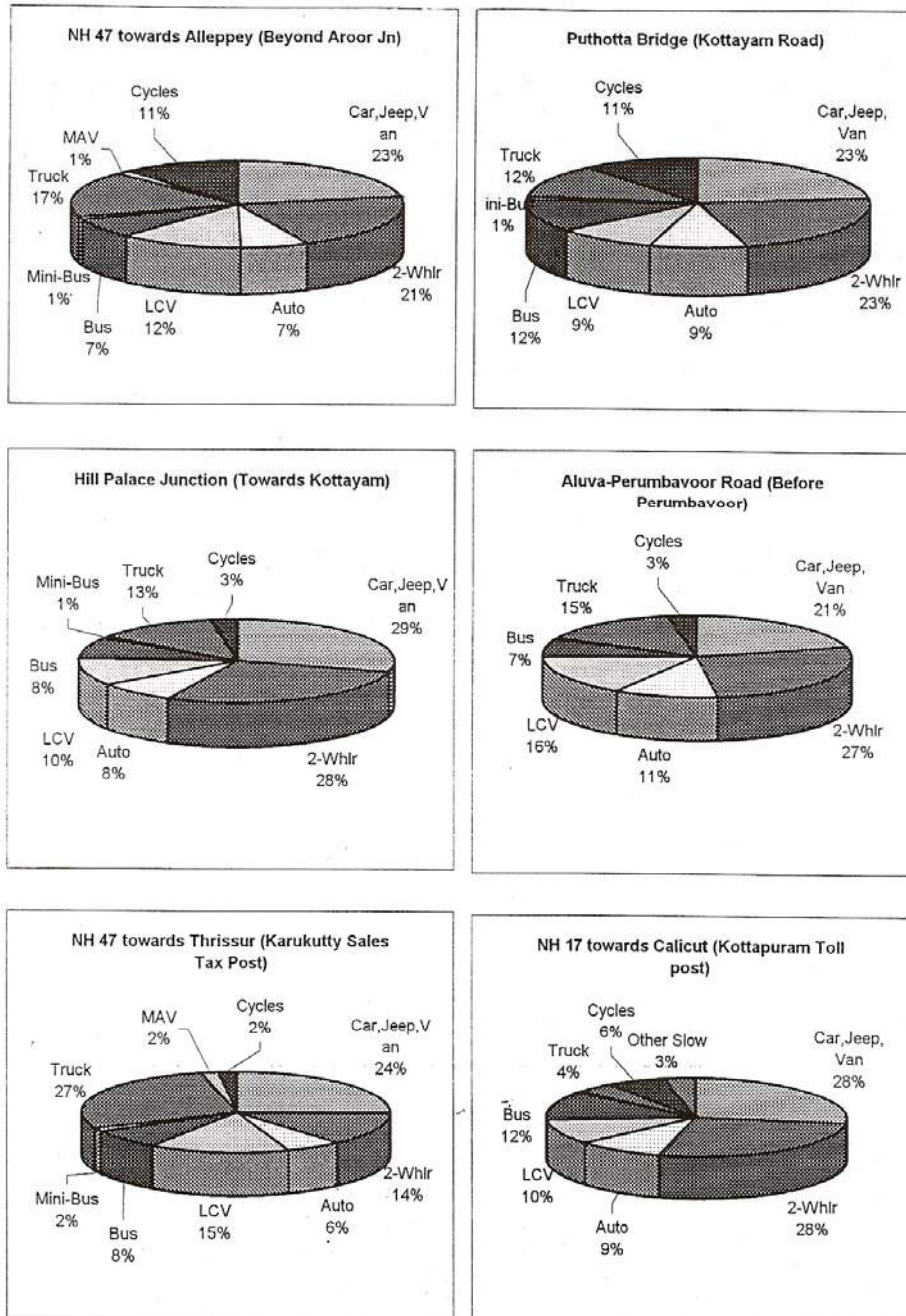 NH 47 towards Alleppey (Beyond Aroor Jn)
Cycles
11%
Car,Jeep,V
an
23%
MAV
1%
Truck
17%
Mini-Bus
1%
Bus
7%
LCV
12%
Auto
7%
2-Whlr
21%
Puthotta Bridge (Kottayam Road)
Cycles
11%
Car,Jeep,
Van
23%
Truck
12%
ini-Bus
1%
Bus
12%
LCV
9%
Auto
9%
2-Whlr
23%
Hill Palace Junction (Towards Kottayam)
Cycles
3%
Car,Jeep,V
an
29%
Truck
13%
Mini-Bus
1%
Bus
8%
LCV
10%
Auto
8%
2-Whlr
28%
Aluva-Perumbavoor Road (Before
Perumbavoor)
Cycles
3%
Car,Jeep,
Van
21%
Truck
15%
Bus
7%
LCV
16%
Auto
11%
2-Whlr
27%
NH 47 towards Thrissur (Karukutty Sales
Tax Post)
MAV
2%
Cycles
2%
Car,Jeep,V
an
24%
Truck
27%
Mini-Bus
2%
Bus
8%
LCV
15%
Auto
6%
2-Whlr
14%
NH 17 towards Calicut (Kottapuram Toll
post)
Cycles
6%
Other Slow
3%
Car,Jeep,
Van
28%
Truck
4%
Bus
12%
LCV
10%
Auto
9%
2-Whlr
28%